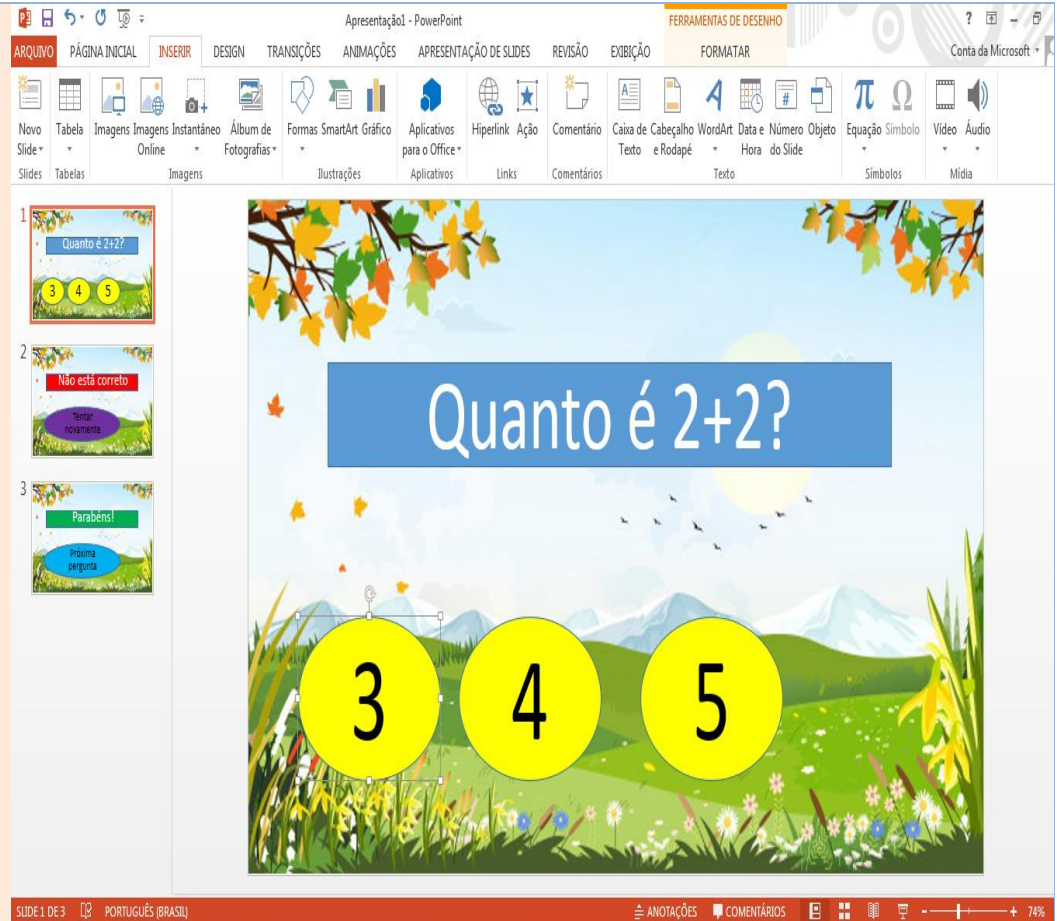 Apresentação1 - PowerPoint
FERRAMENTAS DE DESENHO
?
ARQUIVO PÁGINA INICIAL INSERIR DESIGN TRANSIÇÕES ANIMAÇÕES APRESENTAÇÃO DE SLIDES REVISÃO EXIBIÇÃO FORMATAR Conta da Microsoft
Novo Tabela Imagens Imagens Instantâneo Álbum de Formas SmartArt Gráfico Aplicativos Hiperlink Ação Comentário Caixa de Cabeçalho WordArt Data e Número Objeto Equação Símbolo Vídeo Áudio
Slide Online Fotografias para o Office Texto e Rodapé Hora do Slide
Slides Tabelas Imagens Ilustrações Aplicativos Links Comentários Texto Símbolos Mídia
1
Quanto é 2+2?
3 4 5
2
Não está correto
Tentar
novamente
3
Parabéns!
Próxima
pergunta
Quanto é 2+2?
3 4 5
SLIDE 1 DE 3 PORTUGUÊS (BRASIL) ANOTAÇÕES COMENTÁRIOS 74%